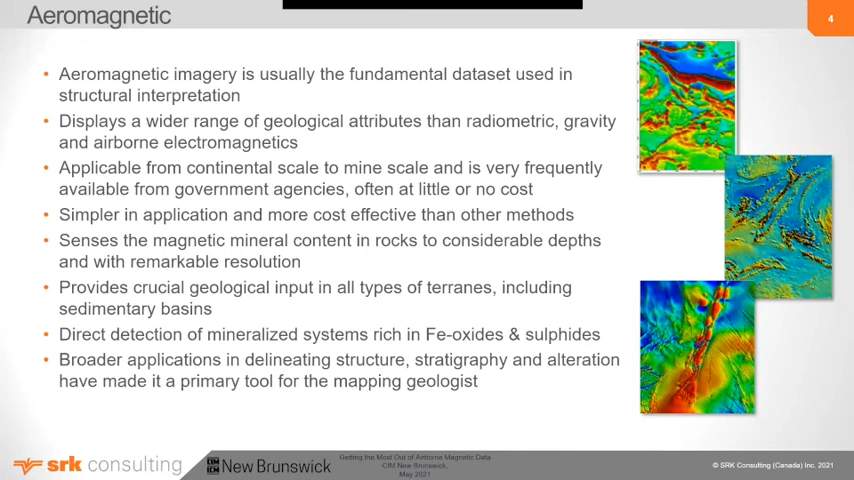 Aeromagnetic
4
• Aeromagnetic imagery is usually the fundamental dataset used in
structural interpretation
• Displays a wider range of geological attributes than radiometric, gravity
and airborne electromagnetics
• Applicable from continental scale to mine scale and is very frequently
available from government agencies, often at little or no cost
• Simpler in application and more cost effective than other methods
• Senses the magnetic mineral content in rocks to considerable depths
and with remarkable resolution
• Provides crucial geological input in all types of terranes, including
sedimentary basins
• Direct detection of mineralized systems rich in Fe-oxides & sulphides
• Broader applications in delineating structure, stratigraphy and alteration
have made it a primary tool for the mapping geologist
srk consulting
CIM
ICM
New Brunswick
Getting the Most Out of Airborne Magnetic Data
CIM New Brunswick,
May 2021
© SRK Consulting (Canada) Inc. 2021